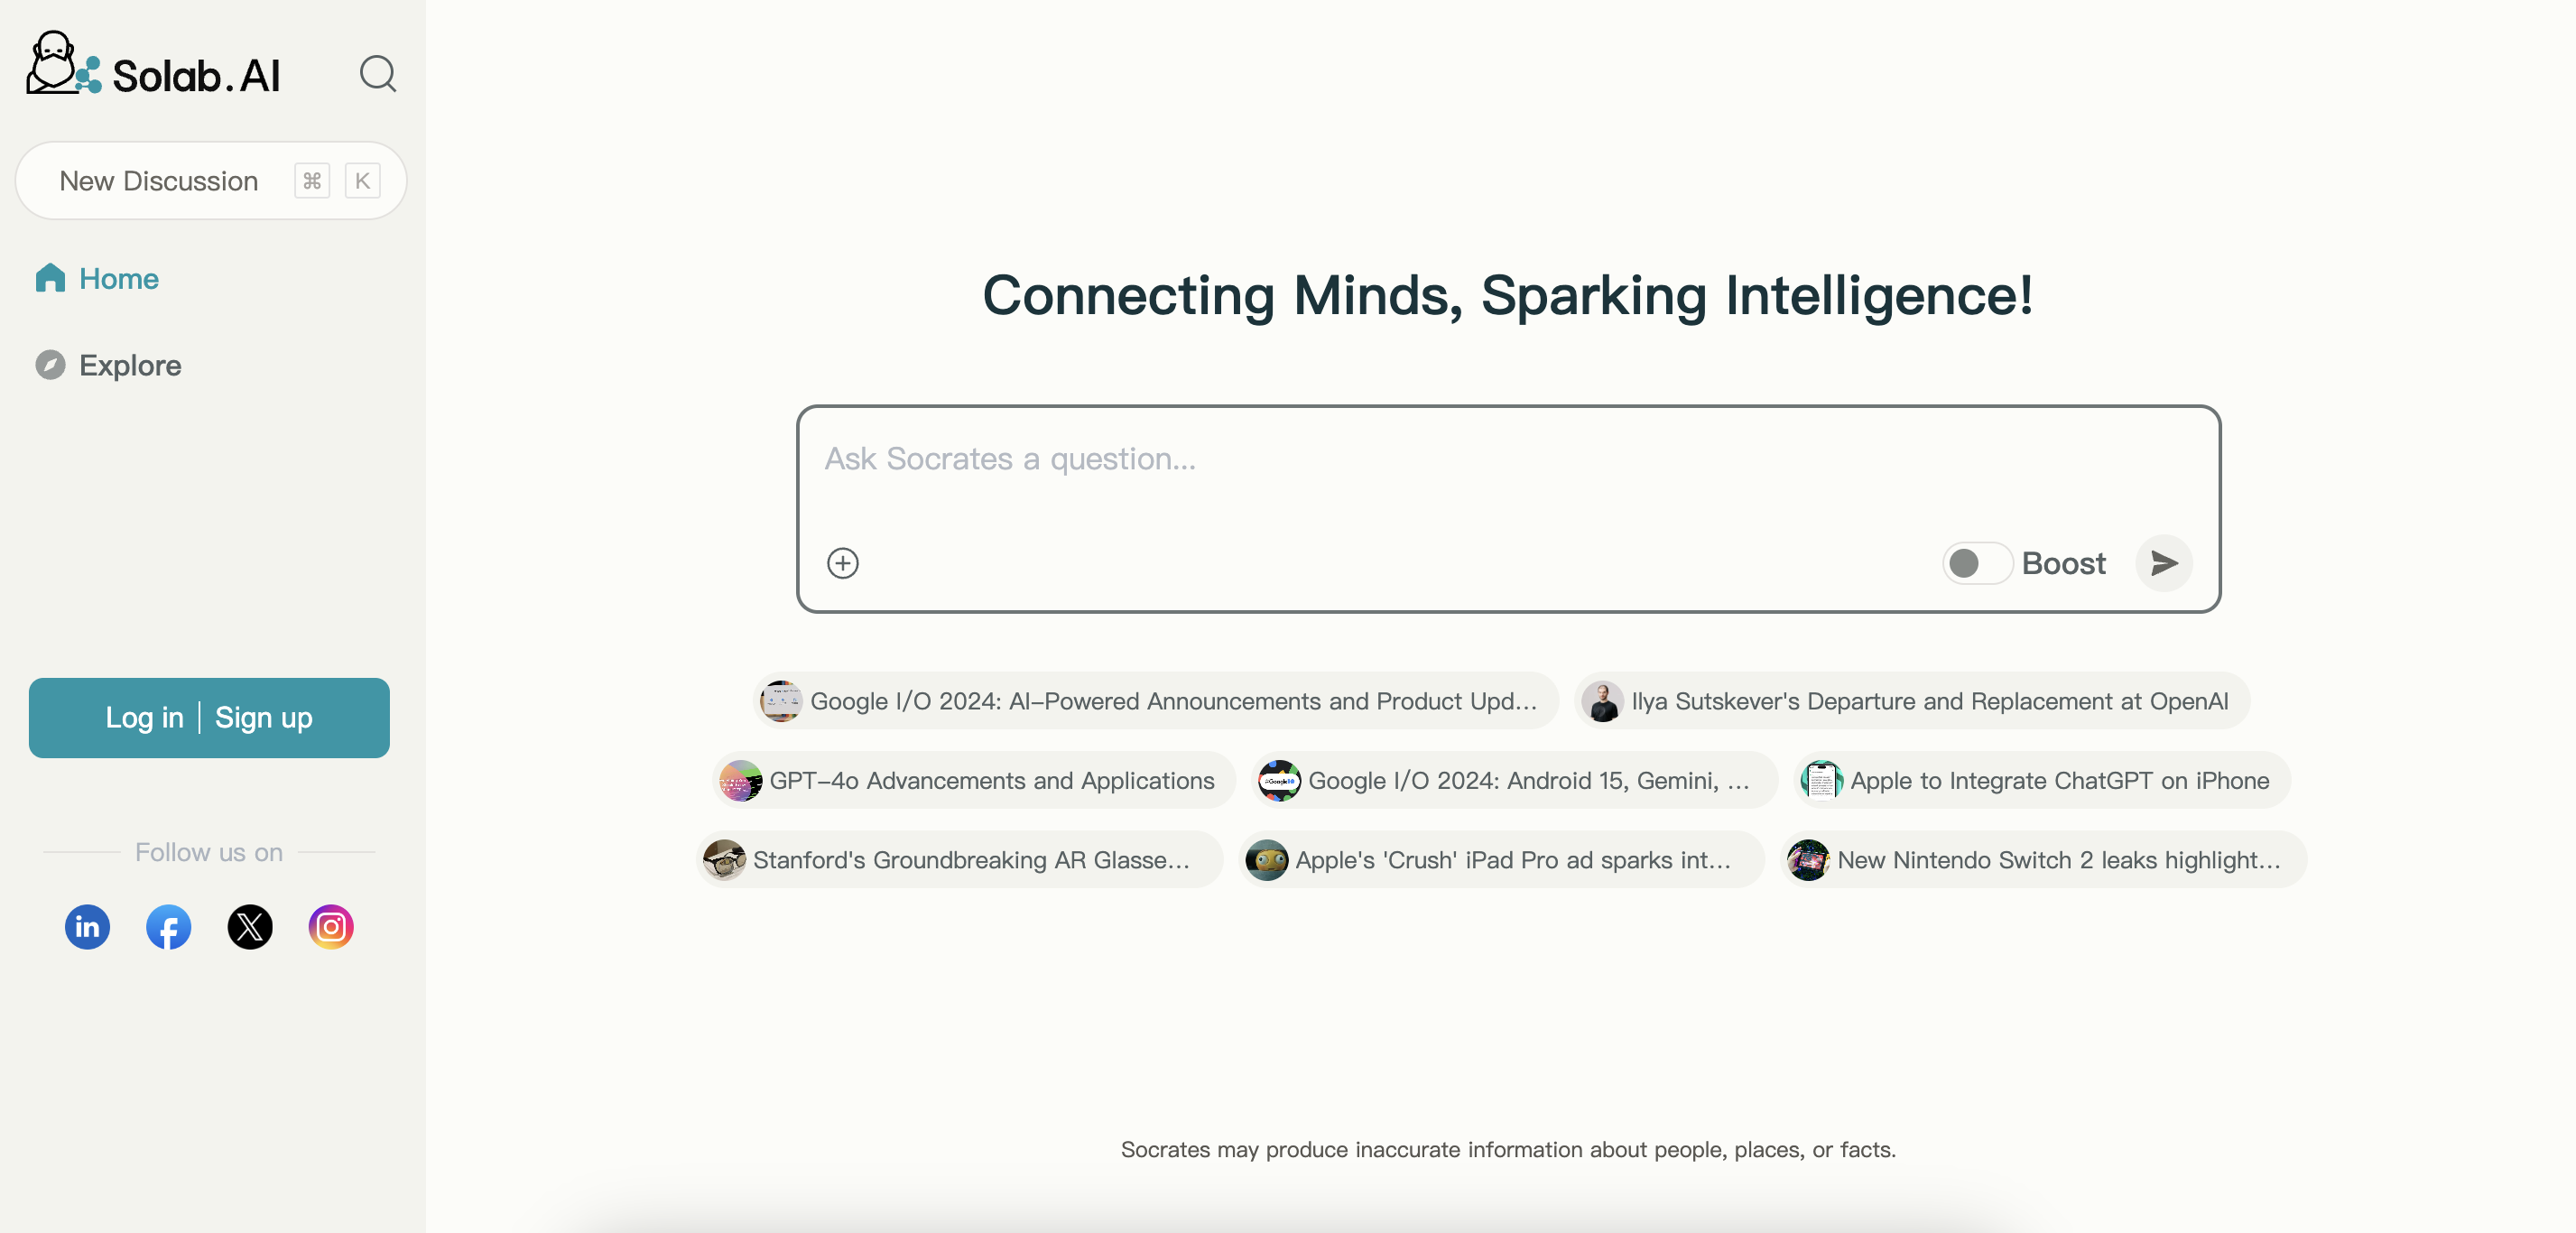 Solab.AI
New Discussion ⌘ K
Home
Explore
Log in | Sign up
Follow us on
Connecting Minds, Sparking Intelligence!
Ask Socrates a question...
Boost
Google I/O 2024: AI-Powered Announcements and Product Upd...
Ilya Sutskever's Departure and Replacement at OpenAI
GPT-4o Advancements and Applications
Google I/O 2024: Android 15, Gemini, ...
Apple to Integrate ChatGPT on iPhone
Stanford's Groundbreaking AR Glasse...
Apple's 'Crush' iPad Pro ad sparks int...
New Nintendo Switch 2 leaks highlight...
Socrates may produce inaccurate information about people, places, or facts.